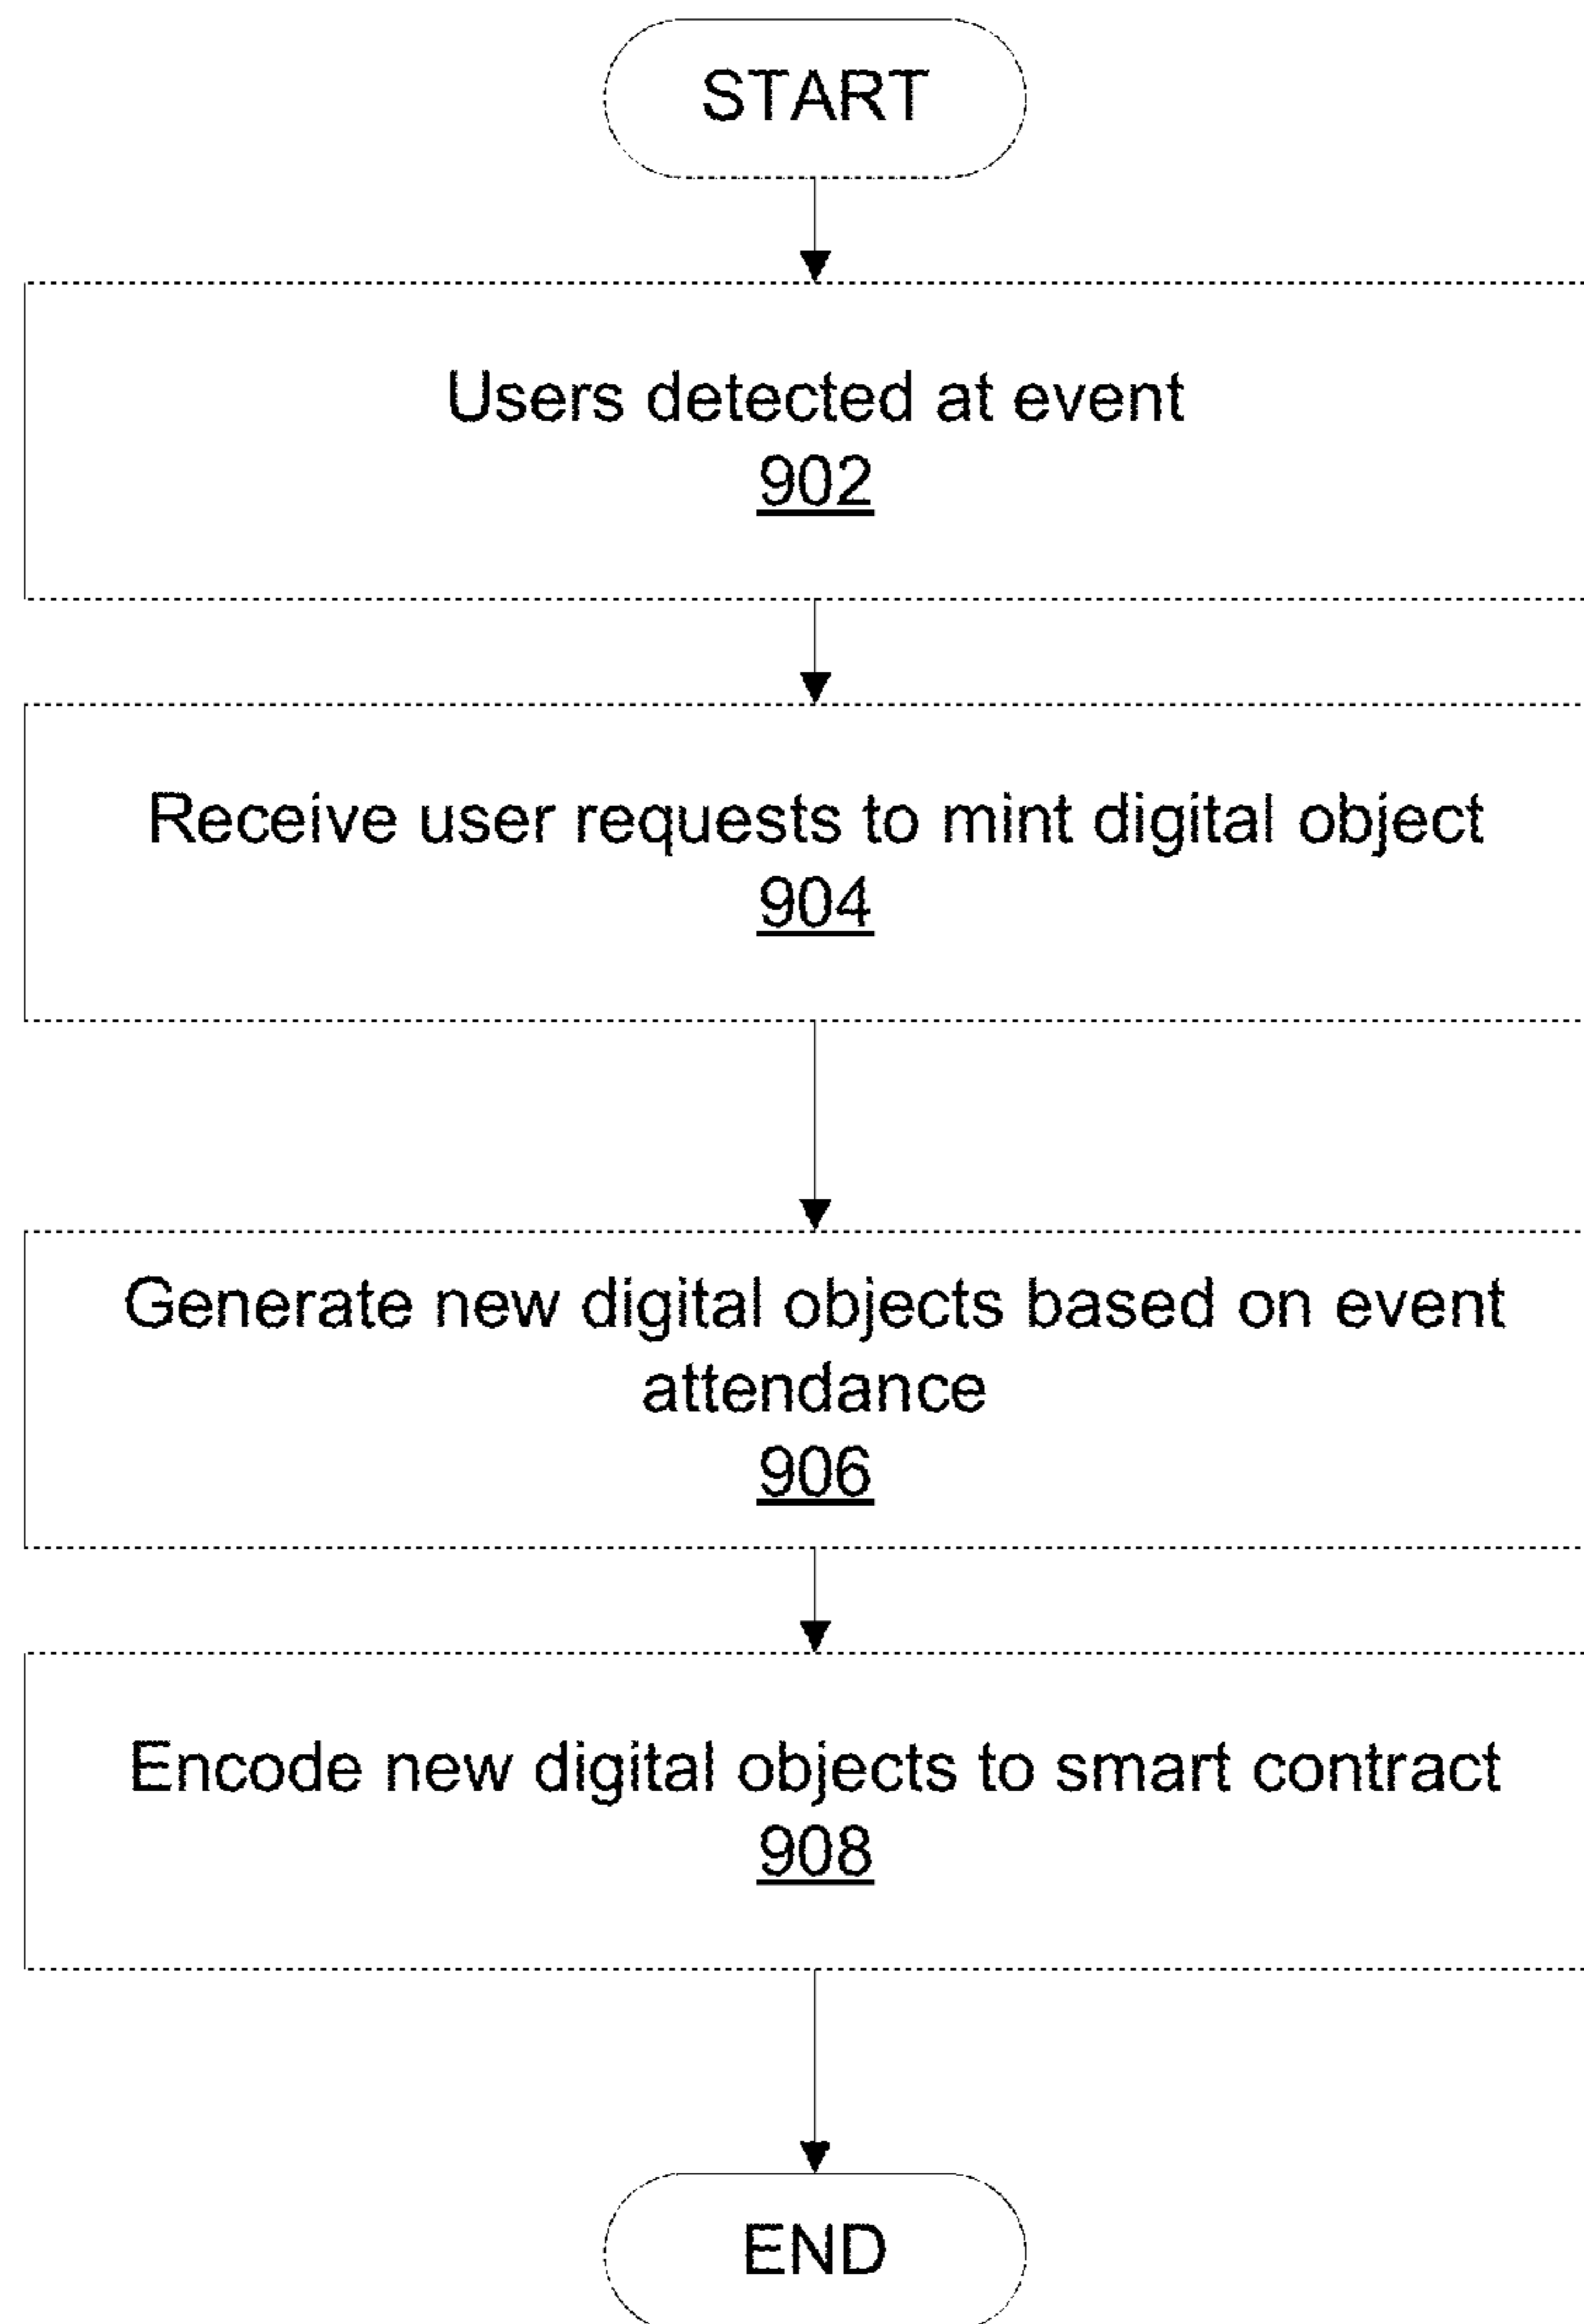 START
Users detected at event
902
Receive user requests to mint digital object
904
Generate new digital objects based on event
attendance
906
Encode new digital objects to smart contract
908
END